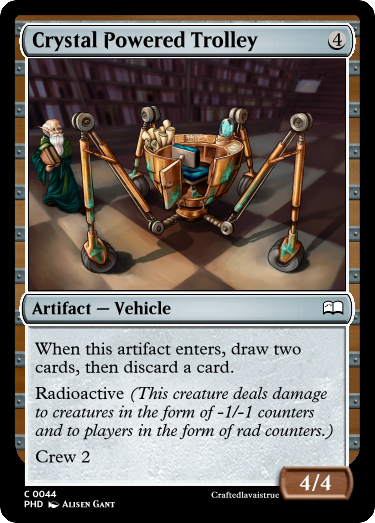 Crystal Powered Trolley 4
Artifact — Vehicle
When this artifact enters, draw two
cards, then discard a card.
Radioactive (This creature deals damage
to creatures in the form of -1/-1 counters
and to players in the form of rad counters.)
Crew 2
4/4
C 0044
PHD Alisen Gant
Craftedlavaistrue